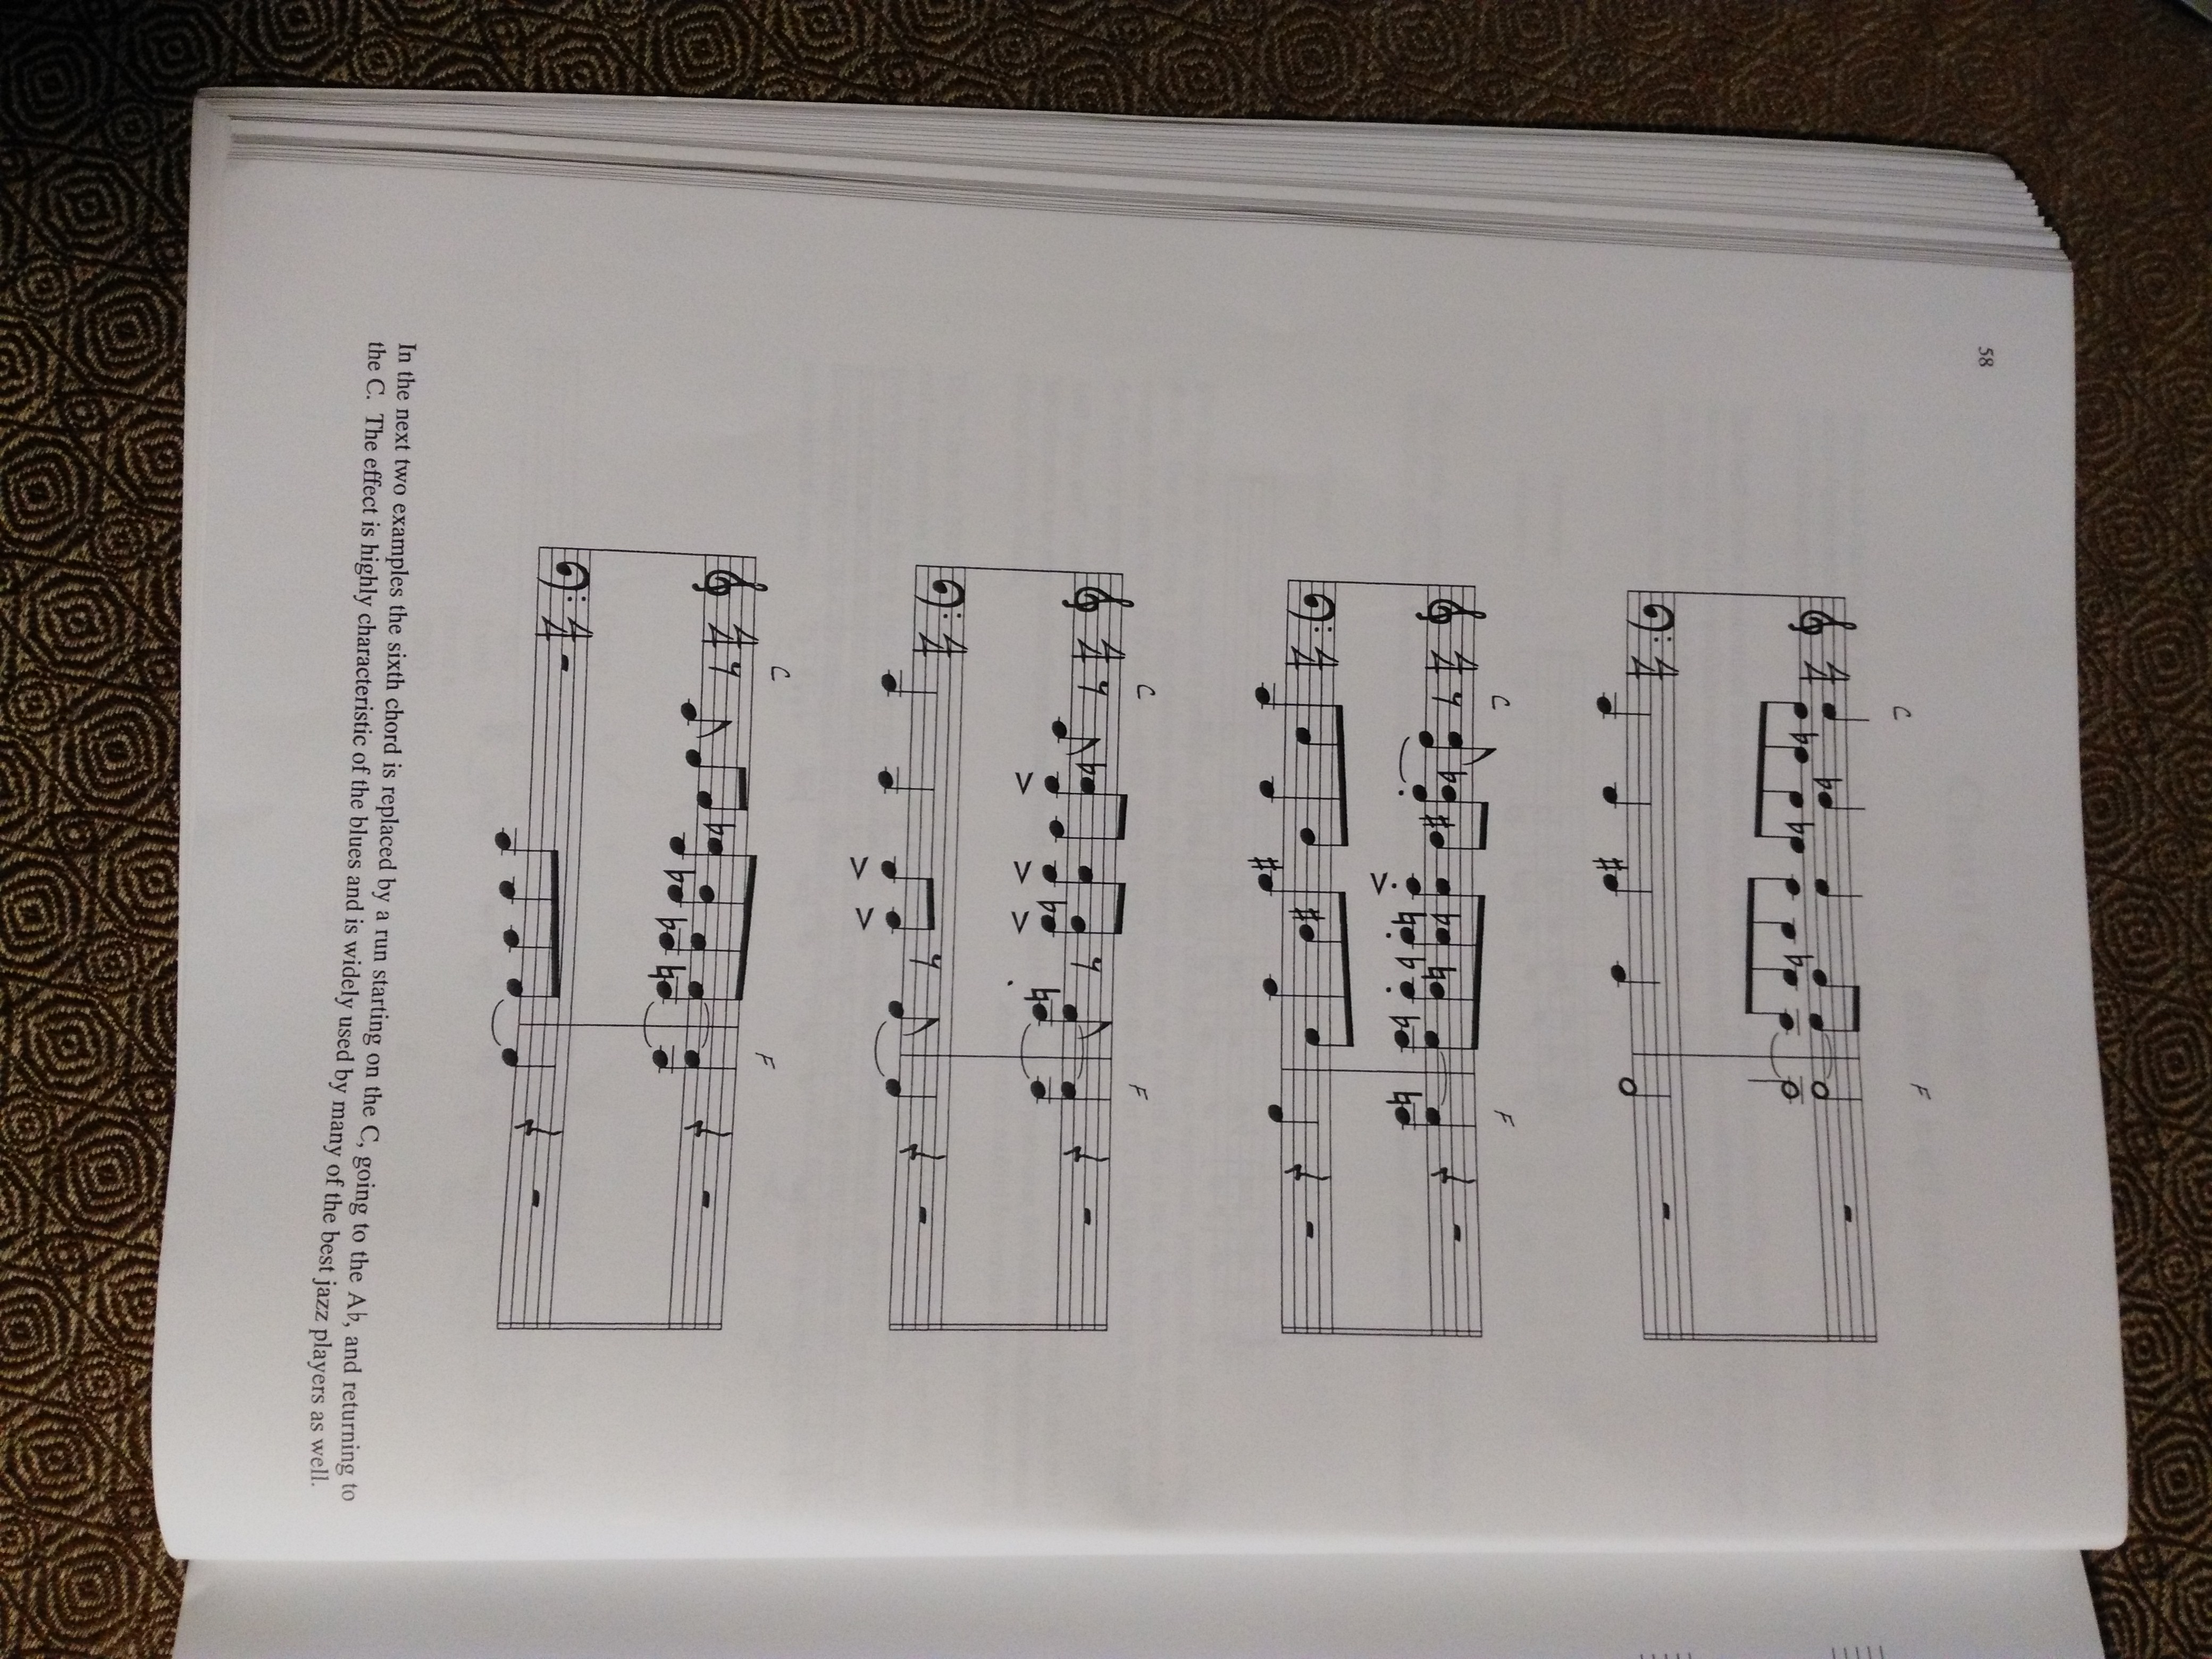 58
C F
C F
C F
C F
In the next two examples the sixth chord is replaced by a run starting on the C, going to the A♭, and returning to
the C. The effect is highly characteristic of the blues and is widely used by many of the best jazz players as well.